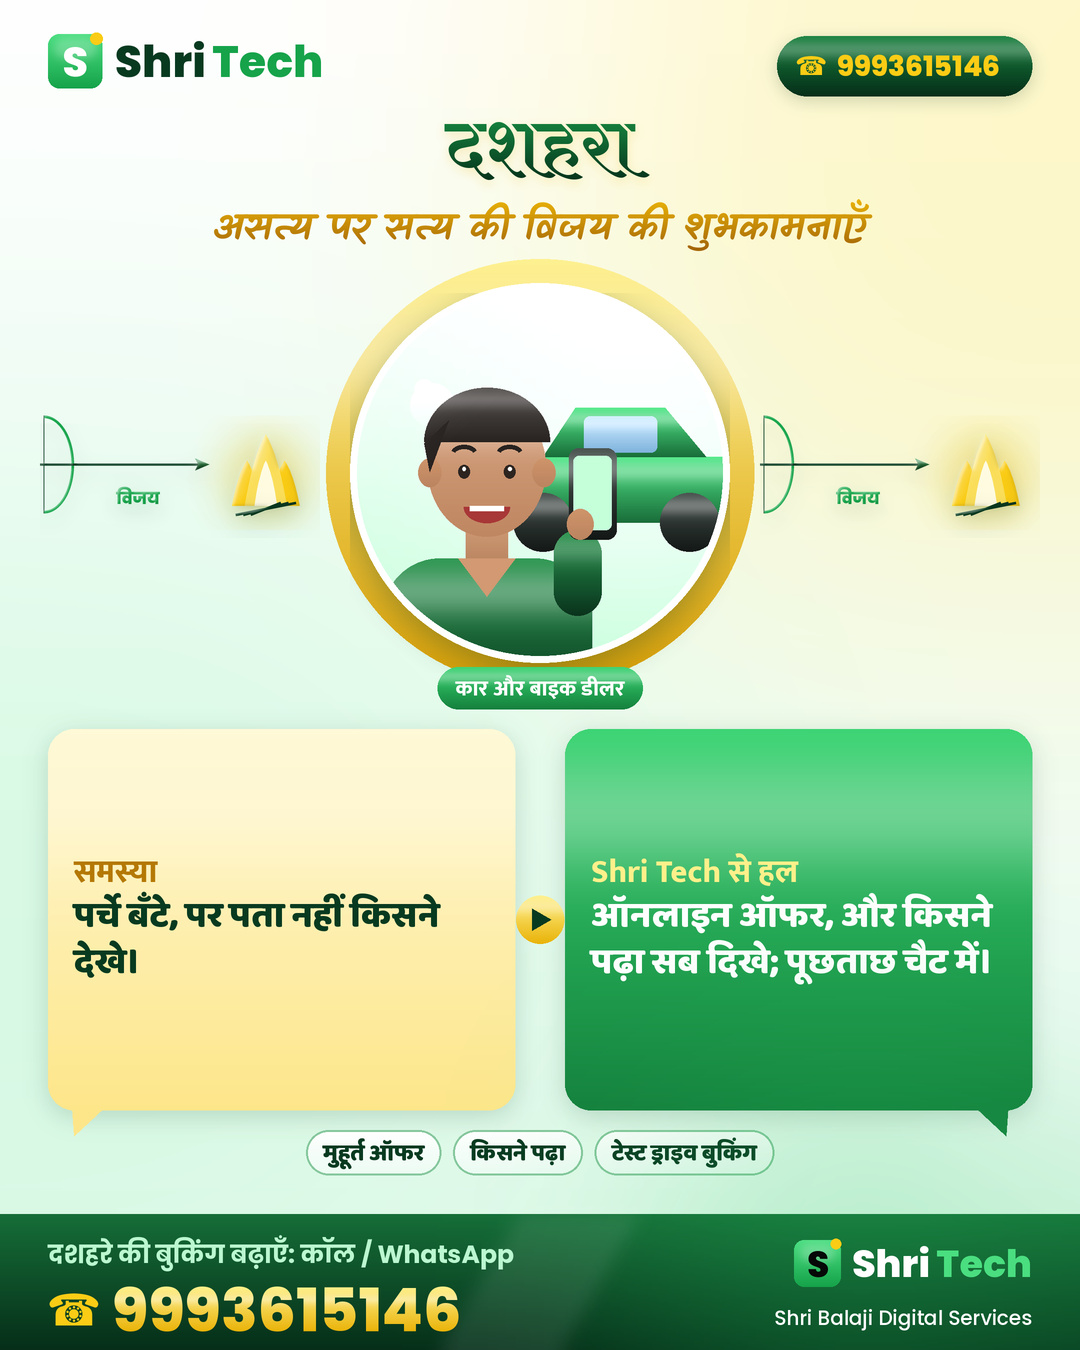 S Shri Tech
☎ 9993615146
दशहरा
असत्य पर सत्य की विजय की शुभकामनाएँ
विजय
विजय
कार और बाइक डीलर
समस्या
पर्चे बँटे, पर पता नहीं किसने
देखे।
Shri Tech से हल
ऑनलाइन ऑफर, और किसने
पढ़ा सब दिखे; पूछताछ चैट में।
मुहूर्त ऑफर
किसने पढ़ा
टेस्ट ड्राइव बुकिंग
दशहरे की बुकिंग बढ़ाएँ: कॉल / WhatsApp
☎ 9993615146
S Shri Tech
Shri Balaji Digital Services